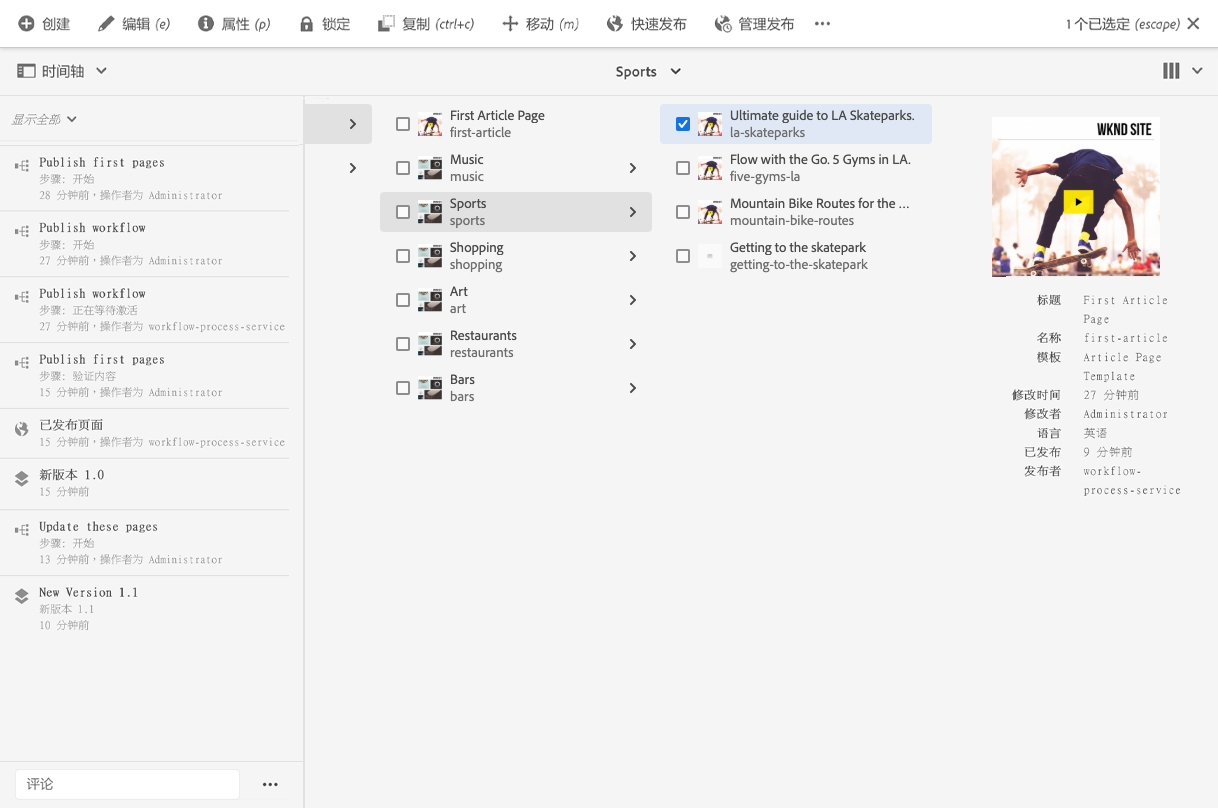 创建 编辑 (e) 属性 (p) 锁定 复制 (ctrl+c) 移动 (m) 快速发布 管理发布 1 个已选定 (escape)
时间轴 Sports
显示全部
Publish first pages
步骤: 开始
28 分钟前，操作者为 Administrator
Publish workflow
步骤: 开始
27 分钟前，操作者为 Administrator
Publish workflow
步骤: 正在等待激活
27 分钟前，操作者为 workflow-process-service
Publish first pages
步骤: 验证内容
15 分钟前，操作者为 Administrator
已发布页面
15 分钟前，操作者为 workflow-process-service
新版本 1.0
15 分钟前
Update these pages
步骤: 开始
13 分钟前，操作者为 Administrator
New Version 1.1
新版本 1.1
10 分钟前
评论
First Article Page
first-article
Music
music
Sports
sports
Shopping
shopping
Art
art
Restaurants
restaurants
Bars
bars
Ultimate guide to LA Skateparks.
la-skateparks
Flow with the Go. 5 Gyms in LA.
five-gyms-la
Mountain Bike Routes for the ...
mountain-bike-routes
Getting to the skatepark
getting-to-the-skatepark
WKND SITE
标题 First Article
Page
名称 first-article
模板 Article Page
Template
修改时间 27 分钟前
修改者 Administrator
语言 英语
已发布 9 分钟前
发布者 workflow-
process-service